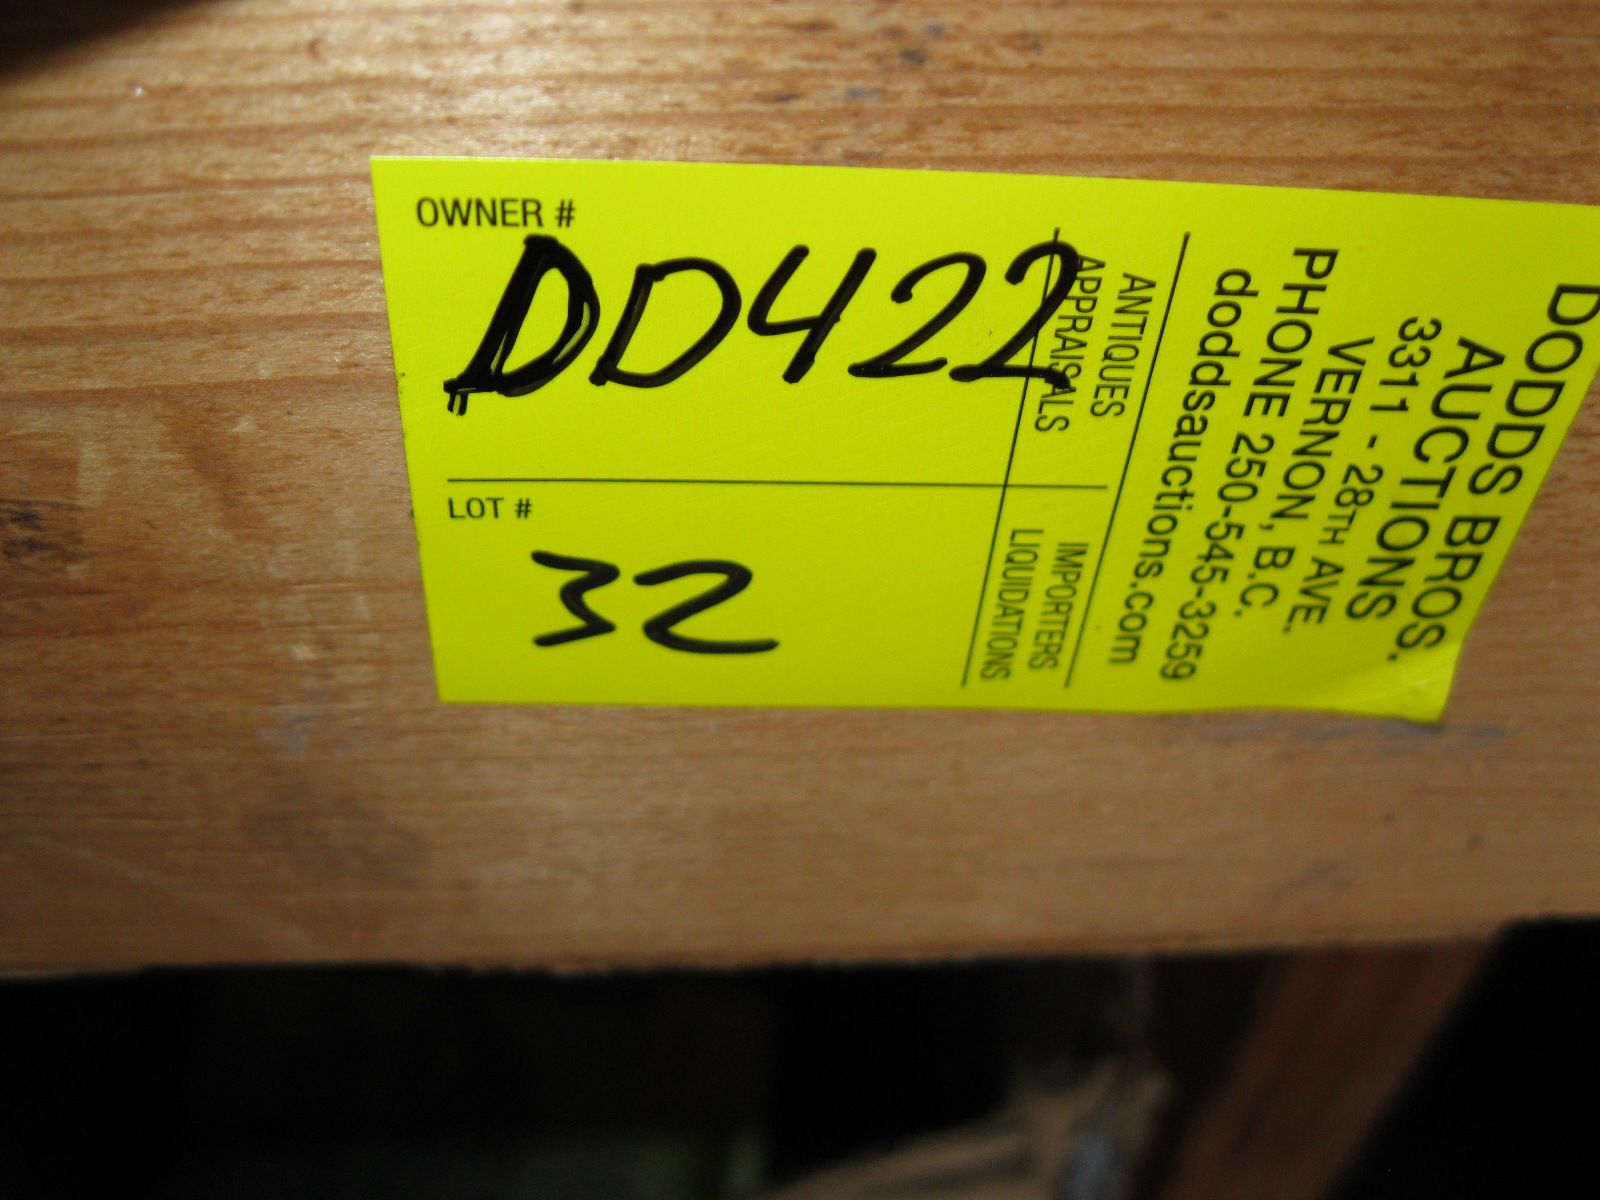 OWNER #
DD422
LOT #
32
DODDS BROS.
AUCTIONS
3311 - 28TH AVE.
VERNON, B.C.
PHONE 250-545-3259
doddsauctions.com
ANTIQUES IMPORTERS
APPRAISALS LIQUIDATIONS